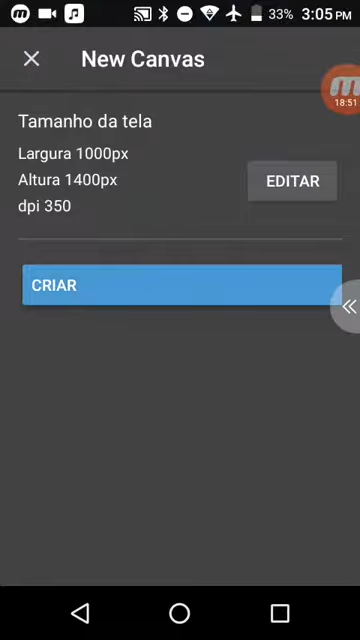 33% 3:05 PM
New Canvas
18:51
Tamanho da tela
Largura 1000px
Altura 1400px
EDITAR
dpi 350
CRIAR